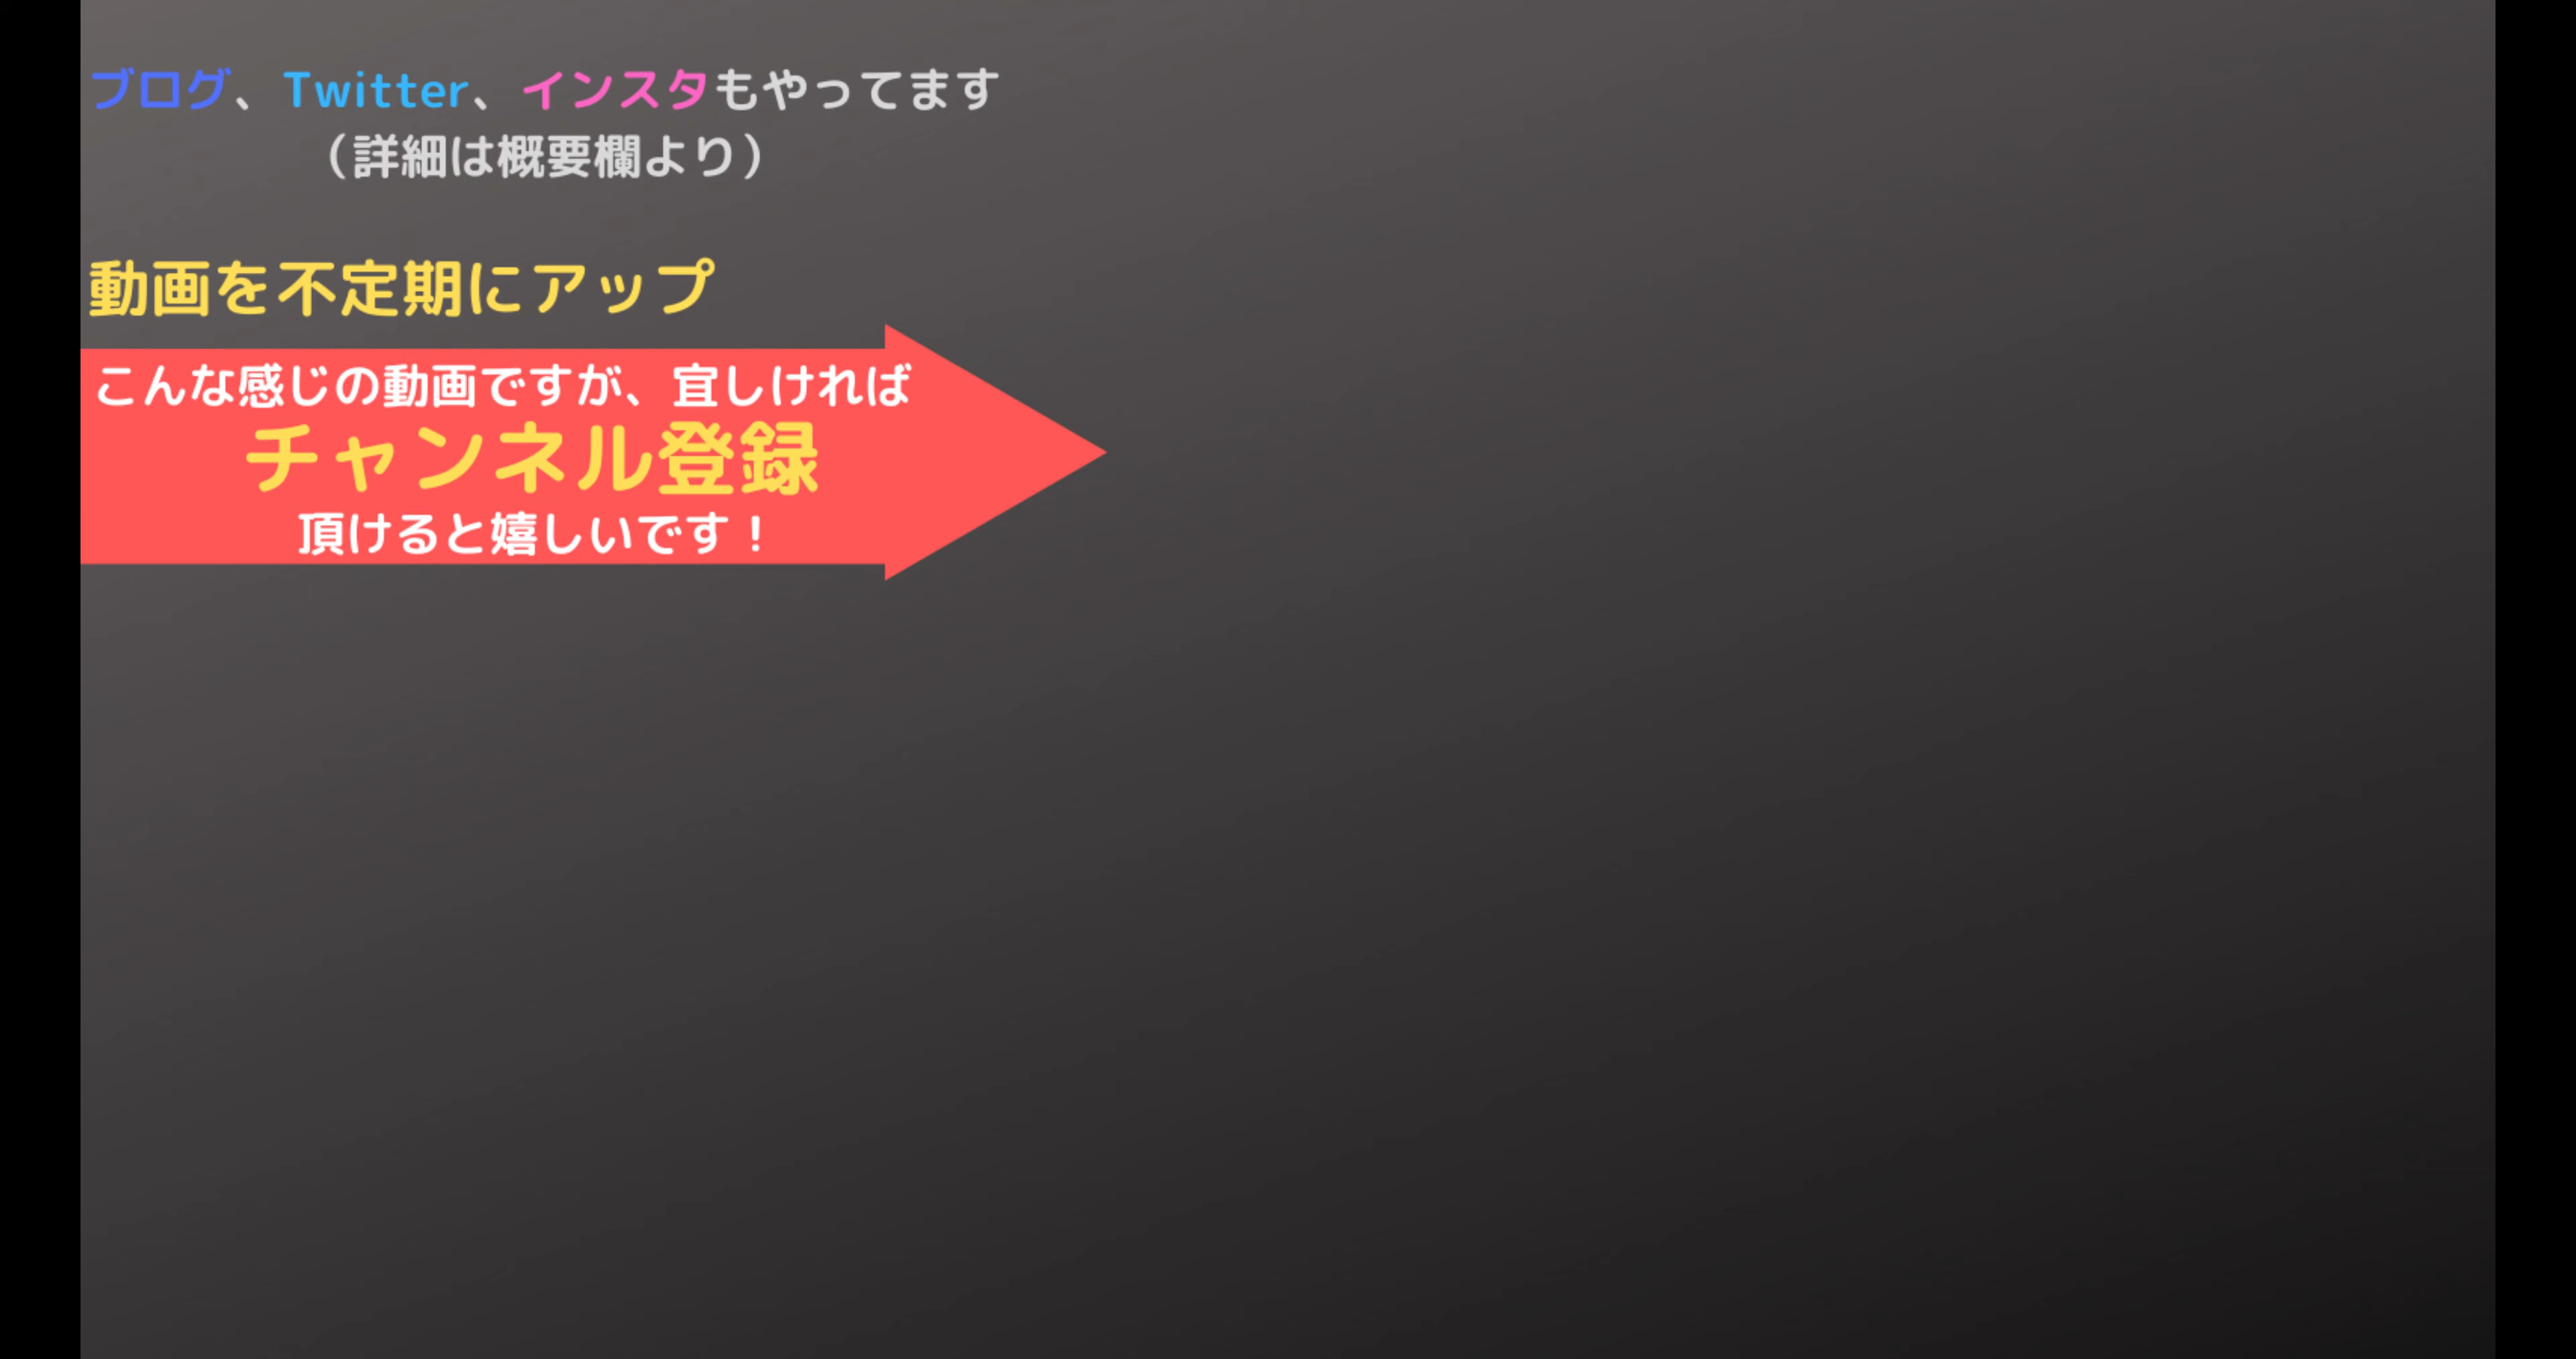 ブログ、Twitter、インスタもやってます
（詳細は概要欄より）
動画を不定期にアップ
こんな感じの動画ですが、宜しければ
チャンネル登録
頂けると嬉しいです！